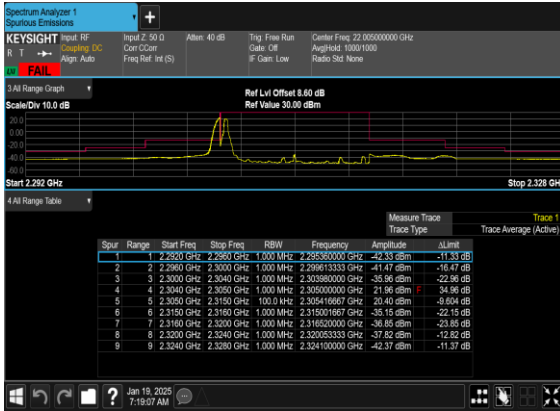 Spectrum Analyzer 1
Spurious Emissions
+
KEYSIGHT Input: RF Input Z: 50 Ω Atten: 40 dB Trig: Free Run Center Freq: 22.005000000 GHz
R T Coupling: DC Corr CCorr Gate: Off Avg|Hold: 1000/1000
Align: Auto Freq Ref: Int (S) IF Gain: Low Radio Std: None
FAIL
3 All Range Graph
Ref Lvl Offset 8.60 dB
Scale/Div 10.0 dB Ref Value 30.00 dBm
20.0
0.00
-20.0
-40.0
-60.0
Start 2.292 GHz Stop 2.328 GH
4 All Range Table
Measure Trace Trace 1
Trace Type Trace Average (Active)
Spur Range Start Freq Stop Freq RBW Frequency Amplitude ΔLimit
1 1 2.2920 GHz 2.2960 GHz 1.000 MHz 2.295360000 GHz -42.33 dBm -11.33 dB
2 2 2.2960 GHz 2.3000 GHz 1.000 MHz 2.299613333 GHz -41.47 dBm -16.47 dB
3 3 2.3000 GHz 2.3040 GHz 1.000 MHz 2.303980000 GHz -35.96 dBm -22.96 dB
4 4 2.3040 GHz 2.3050 GHz 1.000 MHz 2.305000000 GHz 21.96 dBm F 34.96 dB
5 5 2.3050 GHz 2.3150 GHz 100.0 kHz 2.305416667 GHz 20.40 dBm -9.604 dB
6 6 2.3150 GHz 2.3160 GHz 1.000 MHz 2.315001667 GHz -35.15 dBm -22.15 dB
7 7 2.3160 GHz 2.3200 GHz 1.000 MHz 2.316520000 GHz -36.85 dBm -23.85 dB
8 8 2.3200 GHz 2.3240 GHz 1.000 MHz 2.320053333 GHz -37.82 dBm -12.82 dB
9 9 2.3240 GHz 2.3280 GHz 1.000 MHz 2.324100000 GHz -42.37 dBm -11.37 dB
? Jan 19, 2025
7:19:07 AM